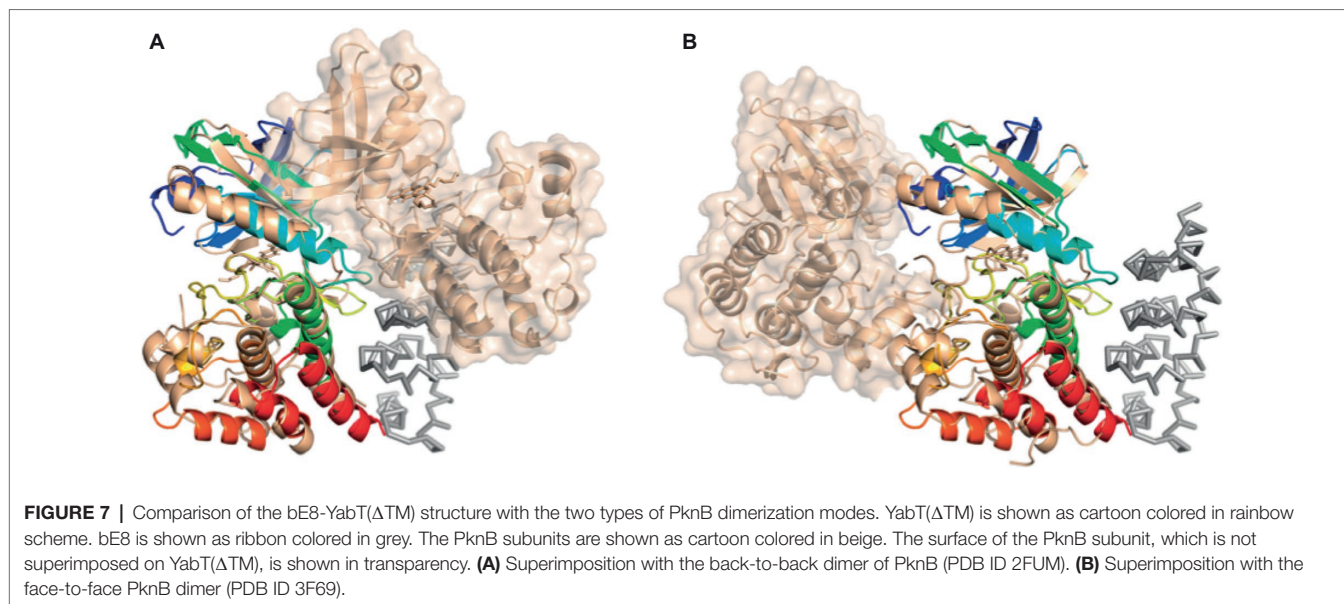 A
B
FIGURE 7 | Comparison of the bE8-YabT(ΔTM) structure with the two types of PknB dimerization modes. YabT(ΔTM) is shown as cartoon colored in rainbow
scheme. bE8 is shown as ribbon colored in grey. The PknB subunits are shown as cartoon colored in beige. The surface of the PknB subunit, which is not
superimposed on YabT(ΔTM), is shown in transparency. (A) Superimposition with the back-to-back dimer of PknB (PDB ID 2FUM). (B) Superimposition with the
face-to-face PknB dimer (PDB ID 3F69).